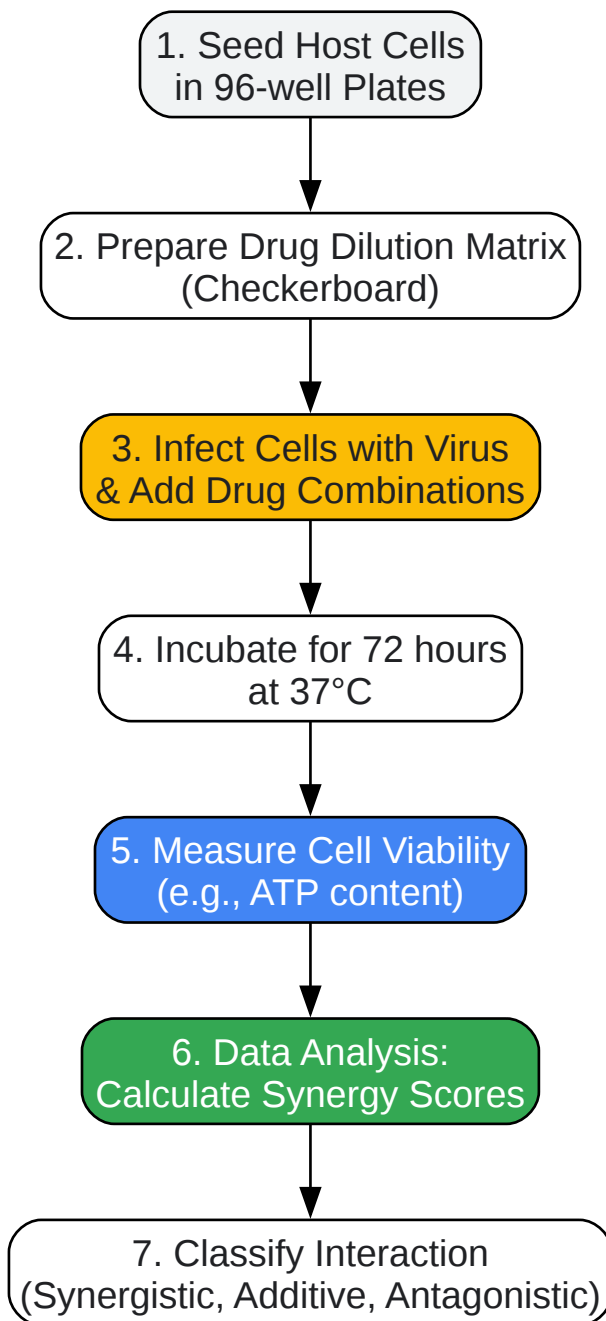 1. Seed Host Cells
in 96-well Plates
2. Prepare Drug Dilution Matrix
(Checkerboard)
3. Infect Cells with Virus
& Add Drug Combinations
4. Incubate for 72 hours
at 37°C
5. Measure Cell Viability
(e.g., ATP content)
6. Data Analysis:
Calculate Synergy Scores
7. Classify Interaction
(Synergistic, Additive, Antagonistic)